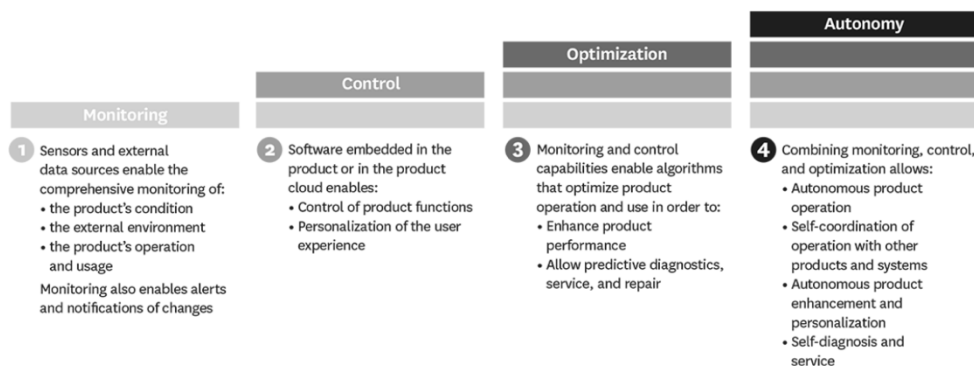 Monitoring
1
Sensors and external
data sources enable the
comprehensive monitoring of:
• the product's condition
• the external environment
• the product's operation
and usage
Monitoring also enables alerts
and notifications of changes
Control
2
Software embedded in the
product or in the product
cloud enables:
• Control of product functions
• Personalization of the user
experience
Optimization
3
Monitoring and control
capabilities enable algorithms
that optimize product
operation and use in order to:
• Enhance product
performance
• Allow predictive diagnostics,
service, and repair
Autonomy
4
Combining monitoring, control,
and optimization allows:
• Autonomous product
operation
• Self-coordination of
operation with other
products and systems
• Autonomous product
enhancement and
personalization
• Self-diagnosis and
service